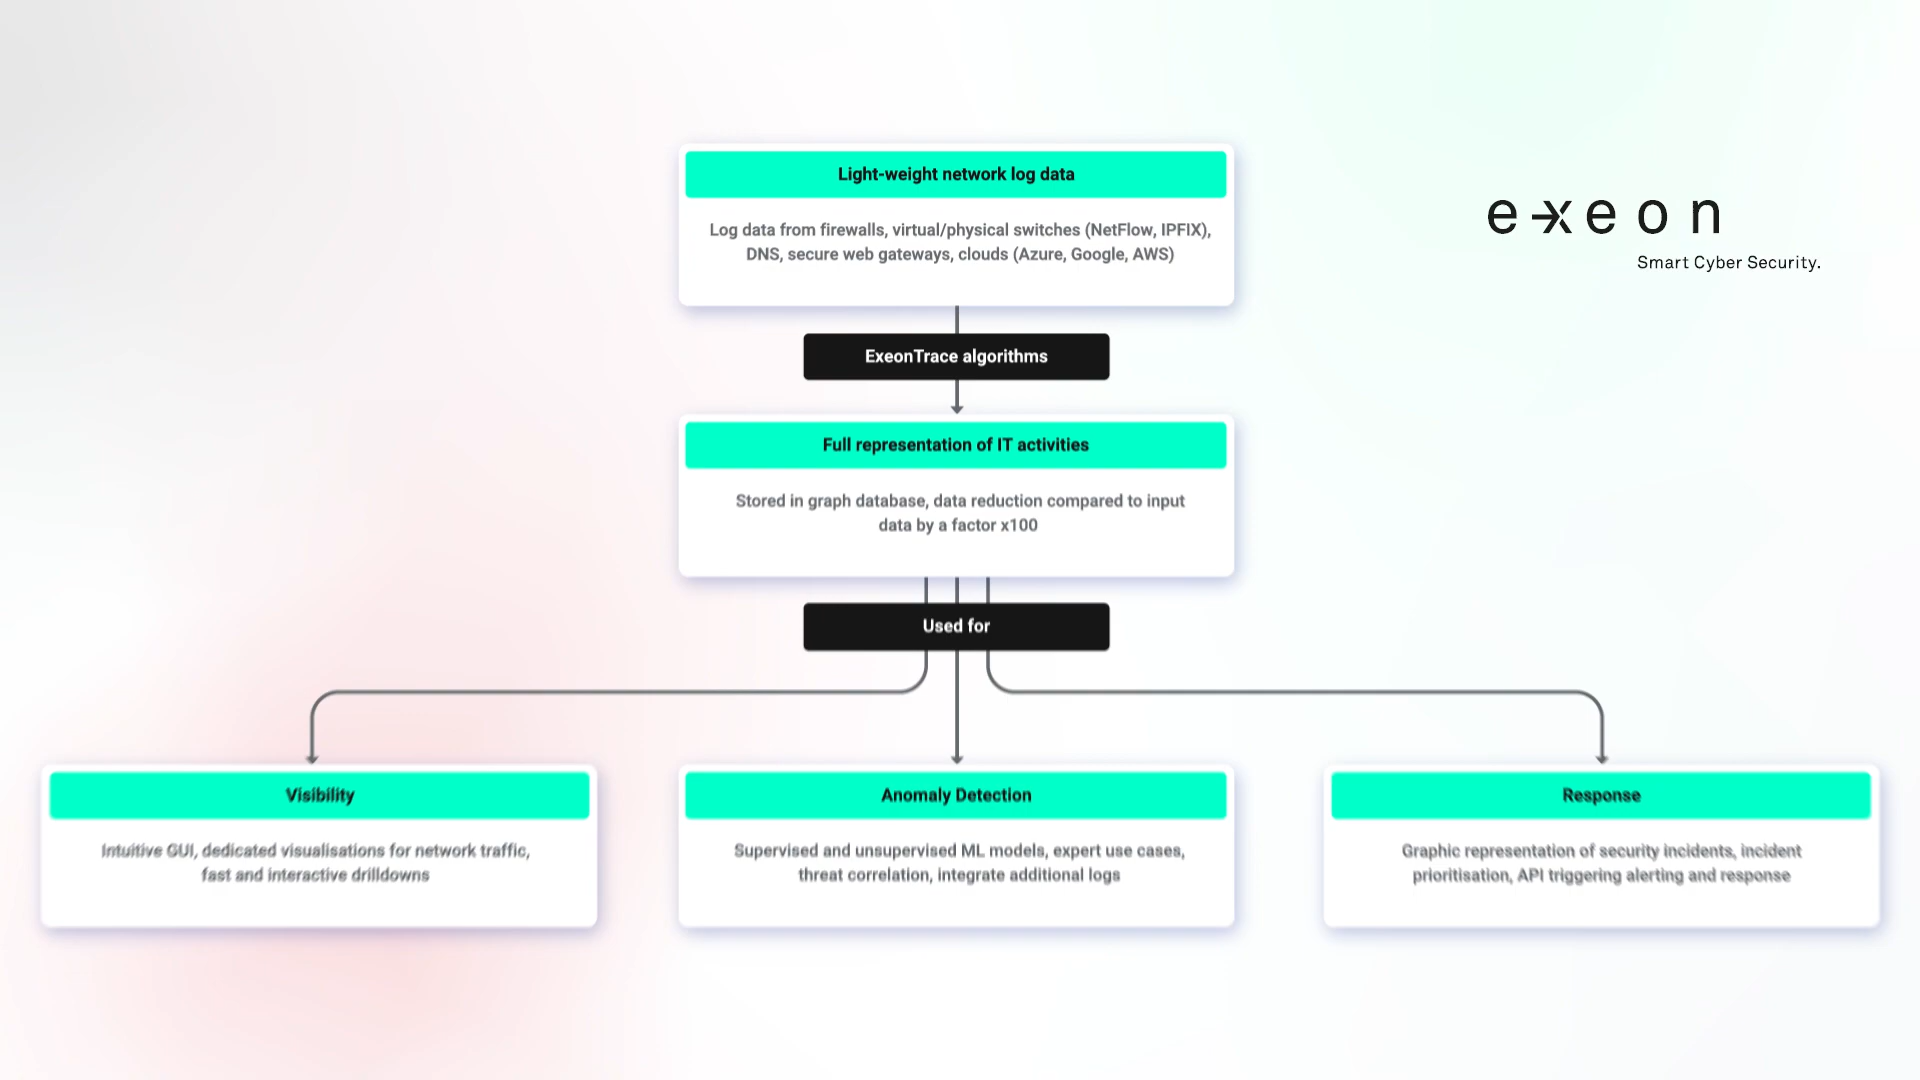 Light-weight network log data
Log data from firewalls, virtual/physical switches (NetFlow, IPFIX),
DNS, secure web gateways, clouds (Azure, Google, AWS)
exeon
Smart Cyber Security.
ExeonTrace algorithms
Full representation of IT activities
Stored in graph database, data reduction compared to input
data by a factor x100
Used for
Visibility
Intuitive GUI, dedicated visualisations for network traffic,
fast and interactive drilldowns
Anomaly Detection
Supervised and unsupervised ML models, expert use cases,
threat correlation, integrate additional logs
Response
Graphic representation of security incidents, incident
prioritisation, API triggering alerting and response